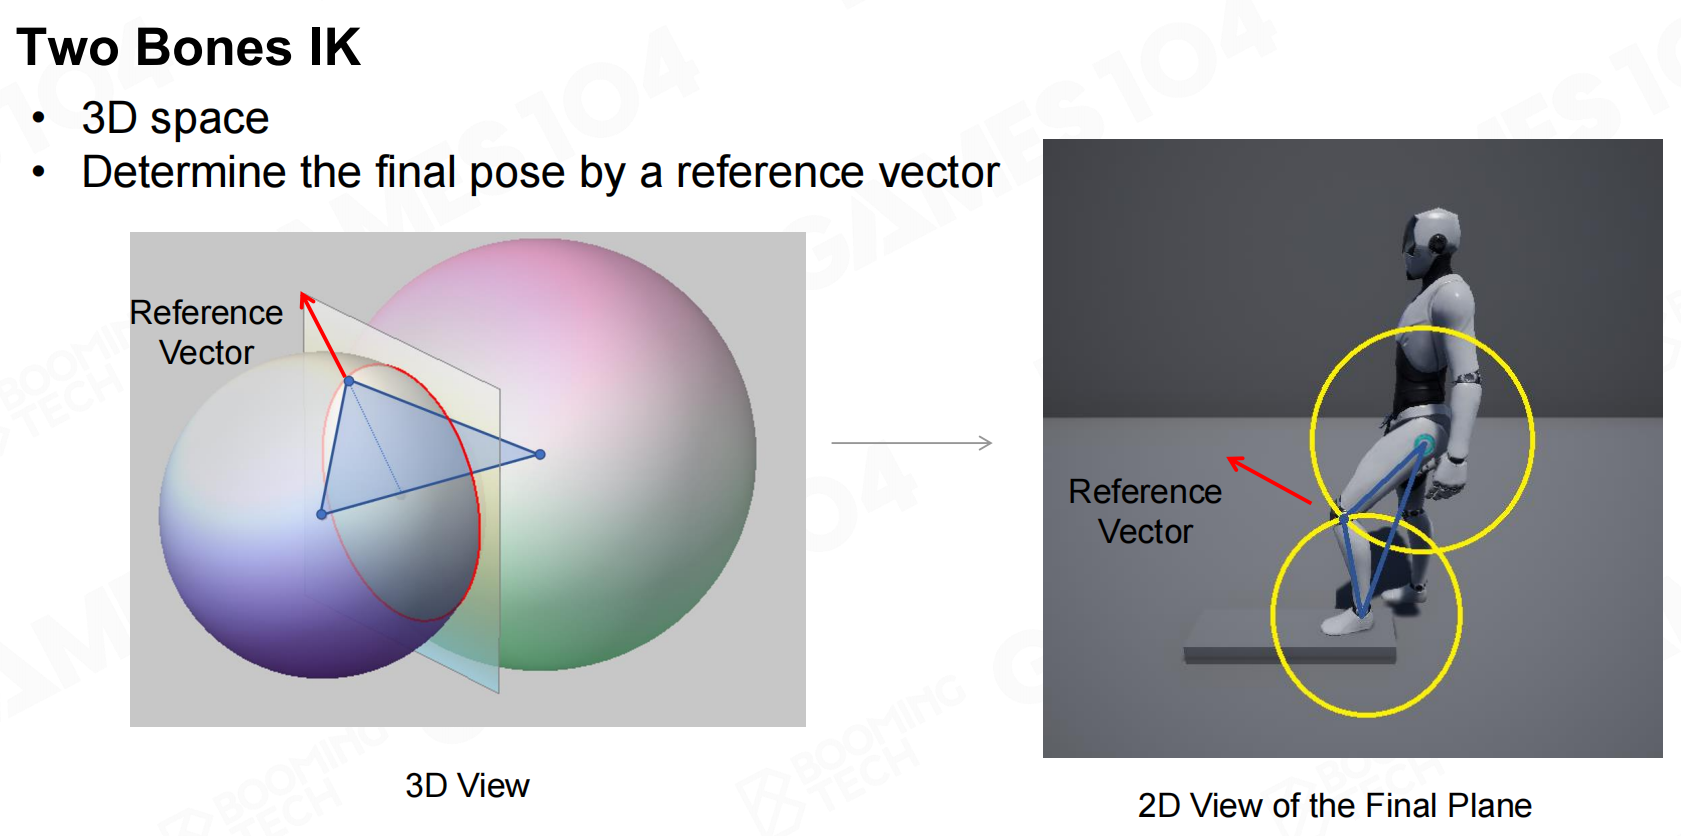 Two Bones IK
• 3D space
• Determine the final pose by a reference vector
Reference
Vector
Reference
Vector
3D View
2D View of the Final Plane
GAMES104
BOOMING
TECH